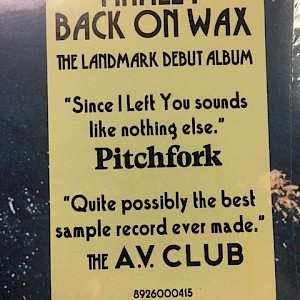 BACK ON WAX
THE LANDMARK DEBUT ALBUM
“Since I Left You sounds
like nothing else.”
Pitchfork
“Quite possibly the best
sample record ever made.”
THE A.V. CLUB
8926000415